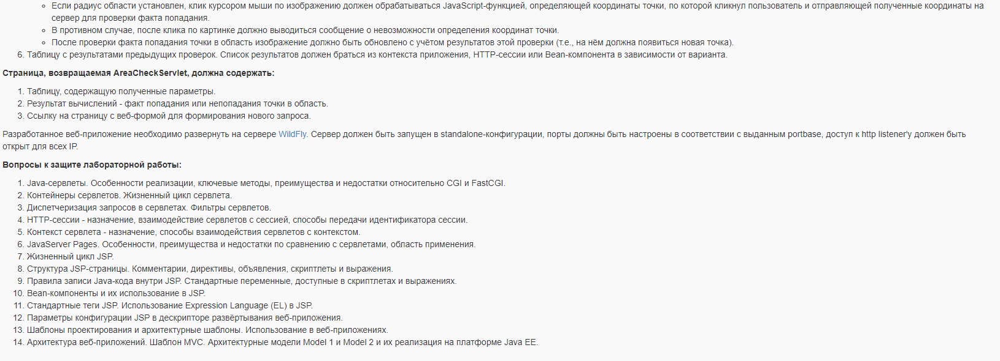 ◦ Если радиус области установлен, клик курсором мыши по изображению должен обрабатываться JavaScript-функцией, определяющей координаты точки, по которой кликнул пользователь и отправляющей полученные координаты на
сервер для проверки факта попадания.
◦ В противном случае, после клика по картинке должно выводиться сообщение о невозможности определения координат точки.
◦ После проверки факта попадания точки в область изображение должно быть обновлено с учётом результатов этой проверки (т.е., на нём должна появиться новая точка).
6. Таблицу с результатами предыдущих проверок. Список результатов должен браться из контекста приложения, HTTP-сессии или Bean-компонента в зависимости от варианта.
Страница, возвращаемая AreaCheckServlet, должна содержать:
1. Таблицу, содержащую полученные параметры.
2. Результат вычислений - факт попадания или непопадания точки в область.
3. Ссылку на страницу с веб-формой для формирования нового запроса.
Разработанное веб-приложение необходимо развернуть на сервере WildFly. Сервер должен быть запущен в standalone-конфигурации, порты должны быть настроены в соответствии с выданным portbase, доступ к http listener'у должен быть
открыт для всех IP.
Вопросы к защите лабораторной работы:
1. Java-сервлеты. Особенности реализации, ключевые методы, преимущества и недостатки относительно CGI и FastCGI.
2. Контейнеры сервлетов. Жизненный цикл сервлета.
3. Диспетчеризация запросов в сервлетах. Фильтры сервлетов.
4. HTTP-сессии - назначение, взаимодействие сервлетов с сессией, способы передачи идентификатора сессии.
5. Контекст сервлета - назначение, способы взаимодействия сервлетов с контекстом.
6. JavaServer Pages. Особенности, преимущества и недостатки по сравнению с сервлетами, область применения.
7. Жизненный цикл JSP.
8. Структура JSP-страницы. Комментарии, директивы, объявления, скриптлеты и выражения.
9. Правила записи Java-кода внутри JSP. Стандартные переменные, доступные в скриптлетах и выражениях.
10. Bean-компоненты и их использование в JSP.
11. Стандартные теги JSP. Использование Expression Language (EL) в JSP.
12. Параметры конфигурации JSP в дескрипторе развёртывания веб-приложения.
13. Шаблоны проектирования и архитектурные шаблоны. Использование в веб-приложениях.
14. Архитектура веб-приложений. Шаблон MVC. Архитектурные модели Model 1 и Model 2 и их реализация на платформе Java EE.